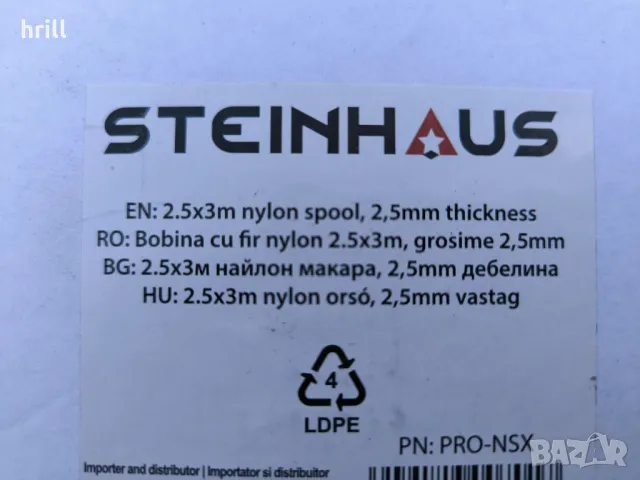 hrill
STEINHAUS
EN: 2.5x3m nylon spool, 2,5mm thickness
RO: Bobina cu fir nylon 2.5x3m, grosime 2,5mm
BG: 2.5x3м найлон макара, 2,5mm дебелина
HU: 2.5x3m nylon orsó, 2,5mm vastag
4
LDPE
PN: PRO-NSX
BAZAR
Importer and distributor | Importator si distribuitor